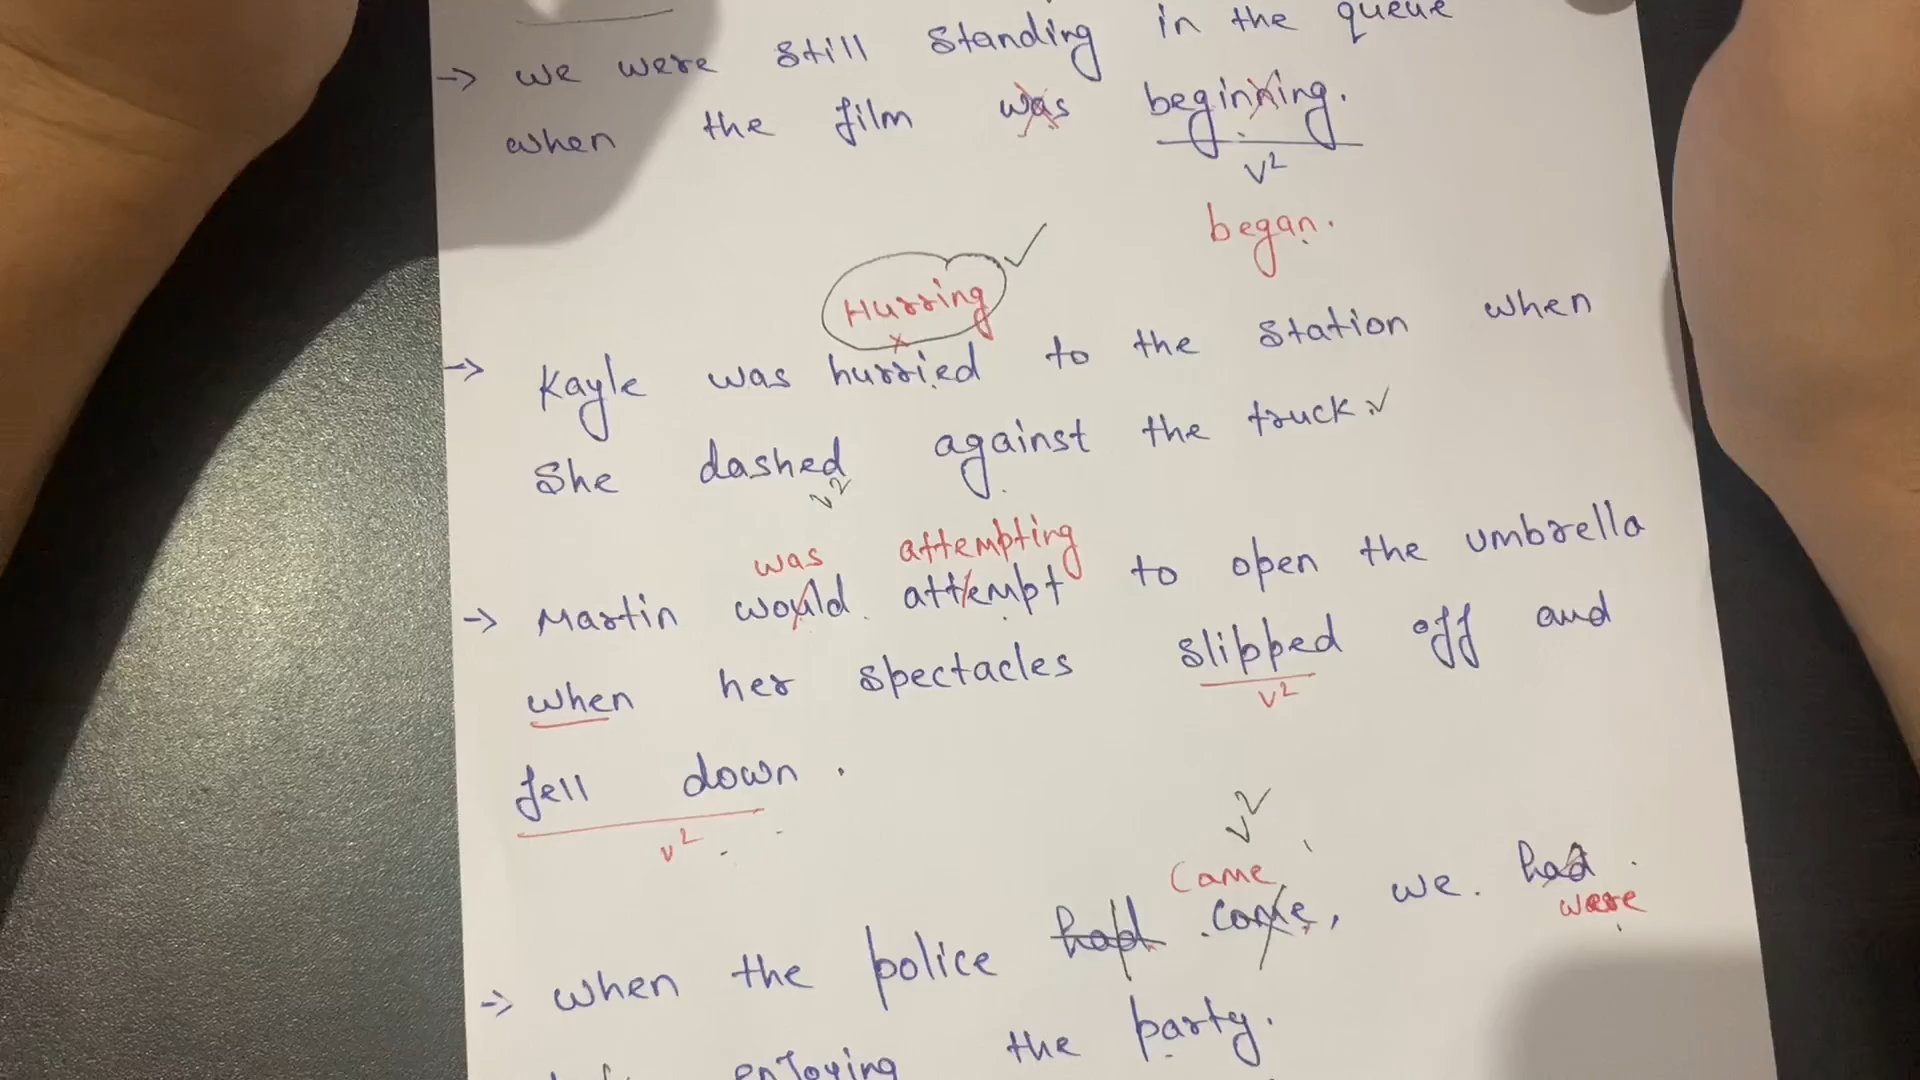 → we were still standing in the queue
when the film was beginning.
v²
began.
Hurring
→ Kayle was hurried to the station when
She dashed against the truck.
v²
was attempting
→ Martin would attempt to open the umbrella
when her spectacles slipped off and
v²
fell down.
v²
v²
Came
→ when the police had come, we had
were
enjoying the party.